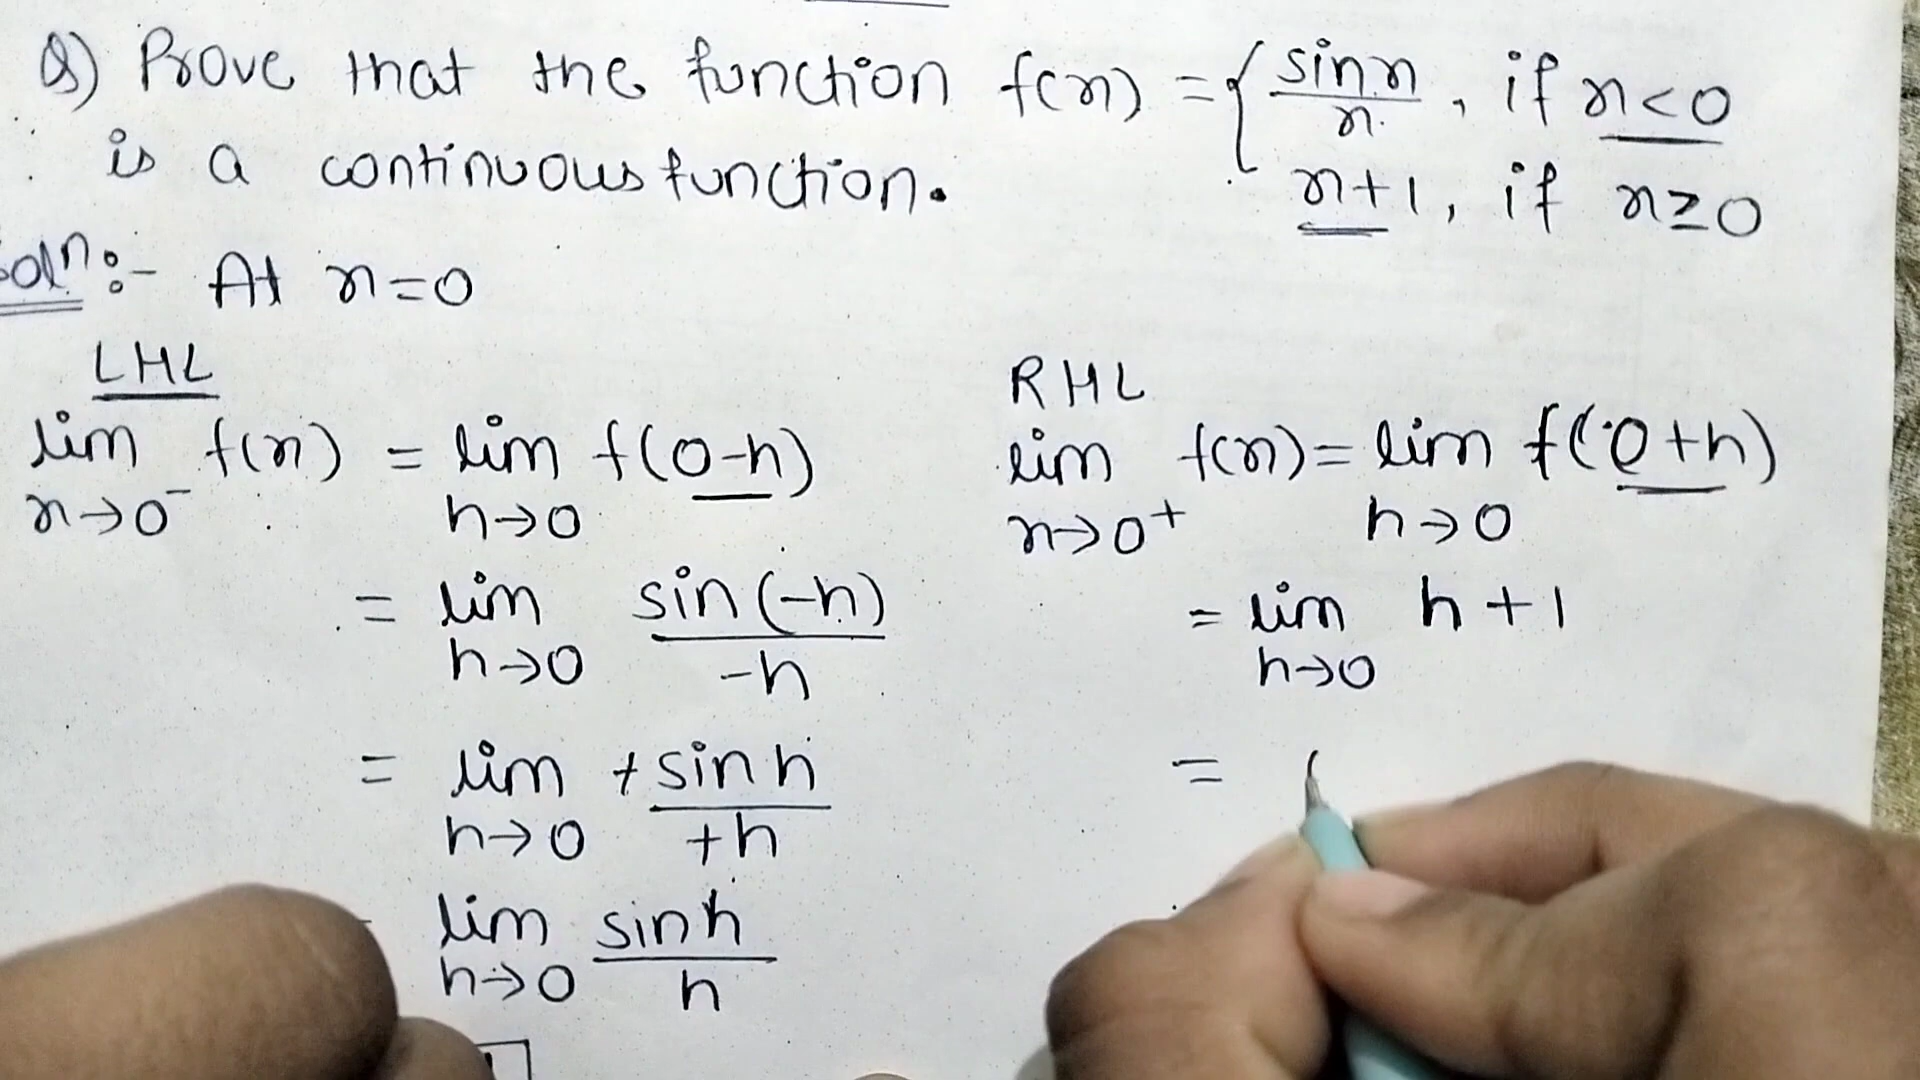 Q) Prove that the function f(x) = { sin x / x , if x < 0
is a continuous function. x + 1 , if x ≥ 0
Soln :- At x = 0
LHL
lim x→0⁻ f(x) = lim h→0 f(0-h)
= lim h→0 sin(-h) / -h
= lim h→0 + sin h / + h
lim h→0 sin h / h
RHL
lim x→0⁺ f(x) = lim h→0 f(0+h)
= lim h→0 h + 1
=